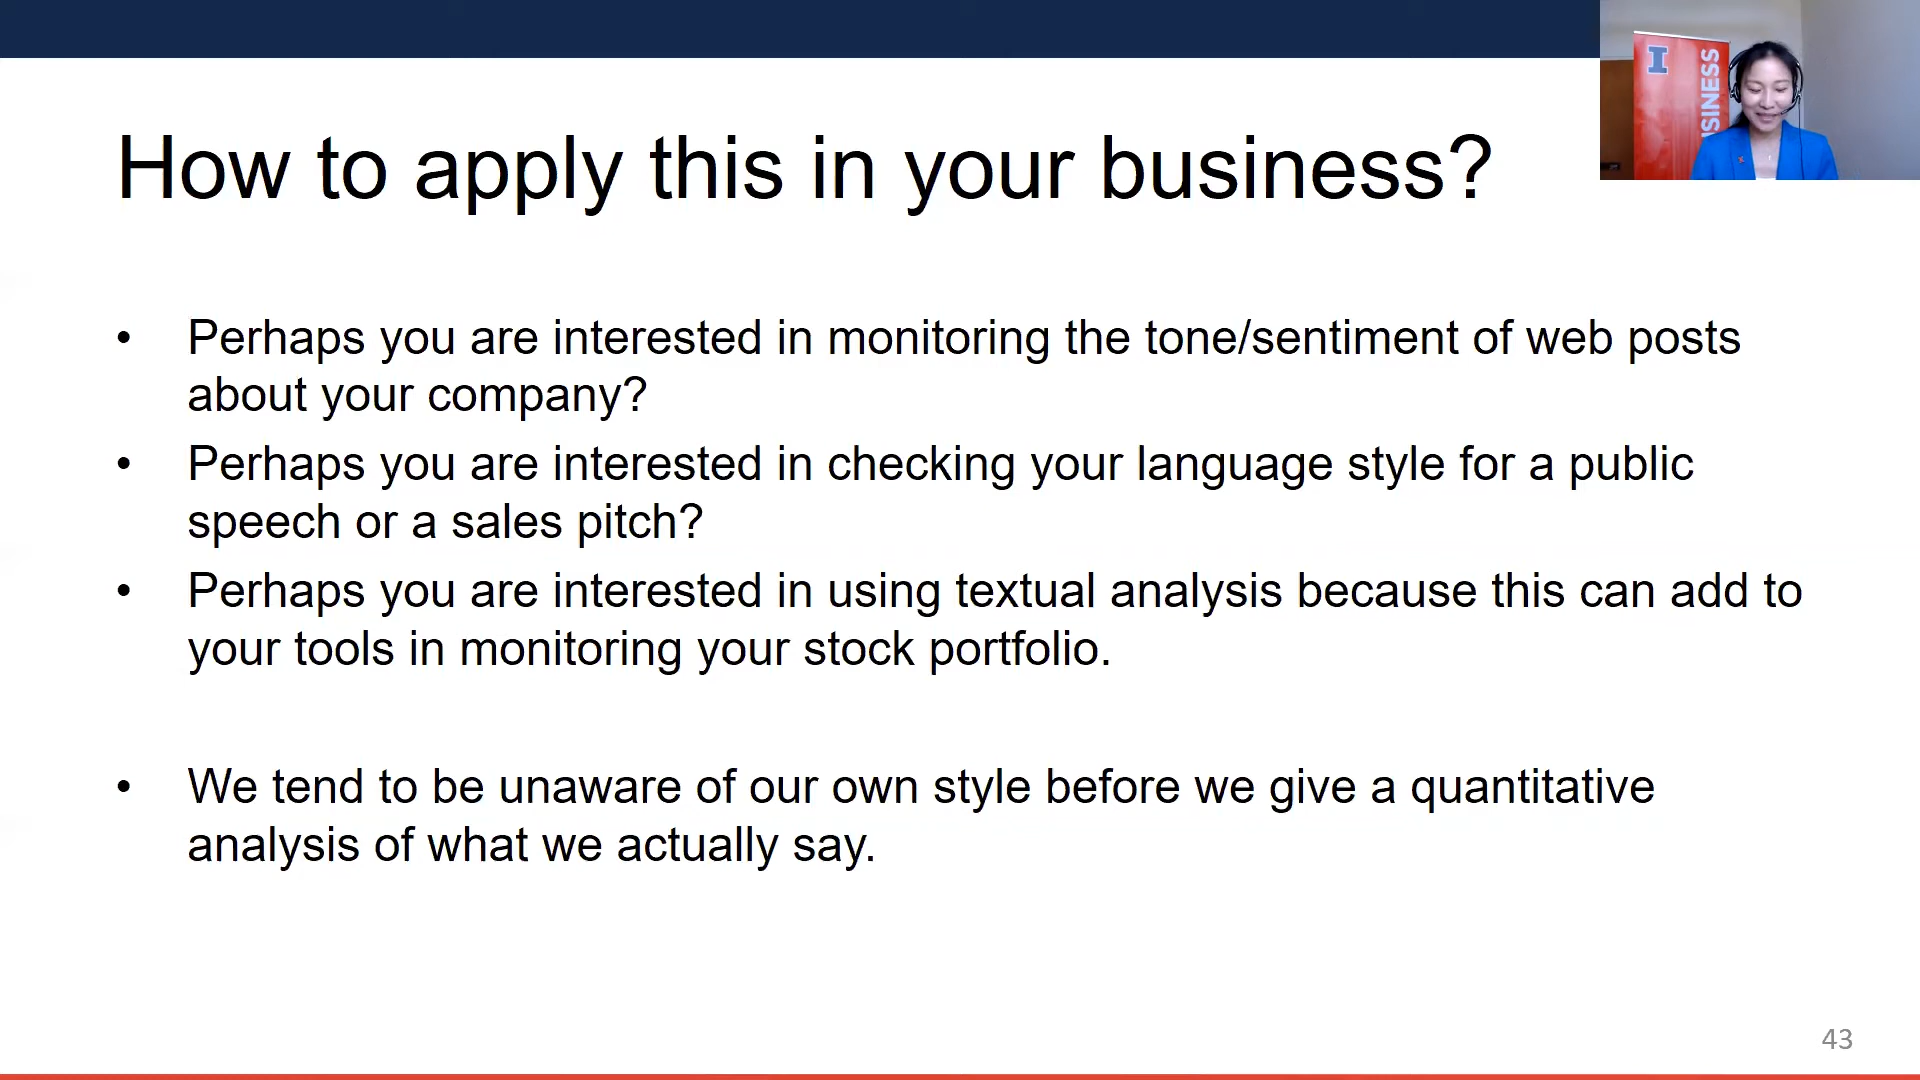 How to apply this in your business?
I
SINESS
• Perhaps you are interested in monitoring the tone/sentiment of web posts
about your company?
• Perhaps you are interested in checking your language style for a public
speech or a sales pitch?
• Perhaps you are interested in using textual analysis because this can add to
your tools in monitoring your stock portfolio.
• We tend to be unaware of our own style before we give a quantitative
analysis of what we actually say.
43